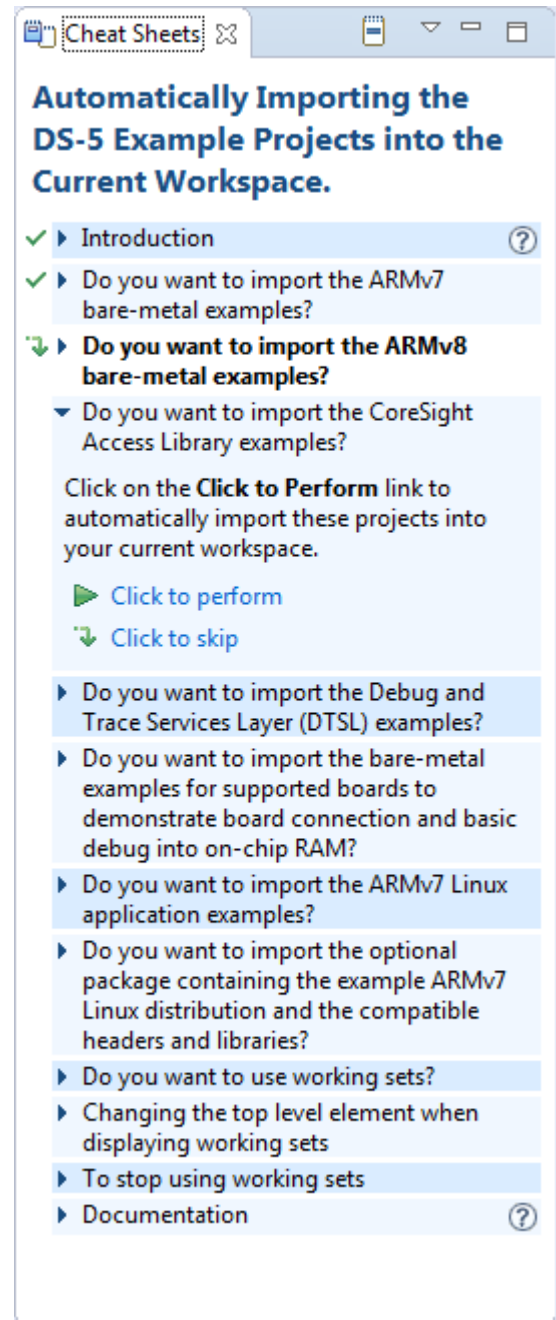 Cheat Sheets
Automatically Importing the
DS-5 Example Projects into the
Current Workspace.
Introduction
Do you want to import the ARMv7
bare-metal examples?
Do you want to import the ARMv8
bare-metal examples?
Do you want to import the CoreSight
Access Library examples?
Click on the Click to Perform link to
automatically import these projects into
your current workspace.
Click to perform
Click to skip
Do you want to import the Debug and
Trace Services Layer (DTSL) examples?
Do you want to import the bare-metal
examples for supported boards to
demonstrate board connection and basic
debug into on-chip RAM?
Do you want to import the ARMv7 Linux
application examples?
Do you want to import the optional
package containing the example ARMv7
Linux distribution and the compatible
headers and libraries?
Do you want to use working sets?
Changing the top level element when
displaying working sets
To stop using working sets
Documentation